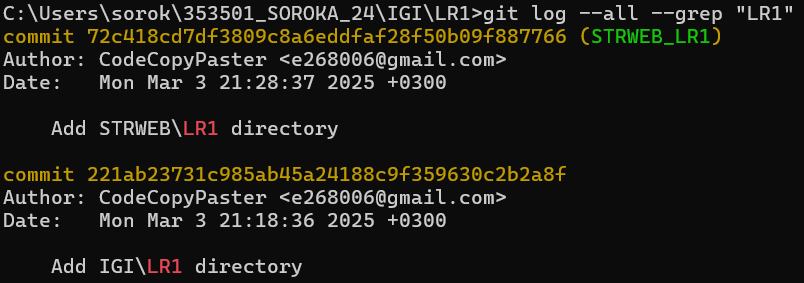 C:\Users\sorok\353501_SOROKA_24\IGI\LR1>git log --all --grep "LR1"
commit 72c418cd7df3809c8a6eddfaf28f50b09f887766 (STRWEB_LR1)
Author: CodeCopyPaster <e268006@gmail.com>
Date:   Mon Mar 3 21:28:37 2025 +0300
    Add STRWEB\LR1 directory
commit 221ab23731c985ab45a24188c9f359630c2b2a8f
Author: CodeCopyPaster <e268006@gmail.com>
Date:   Mon Mar 3 21:18:36 2025 +0300
    Add IGI\LR1 directory